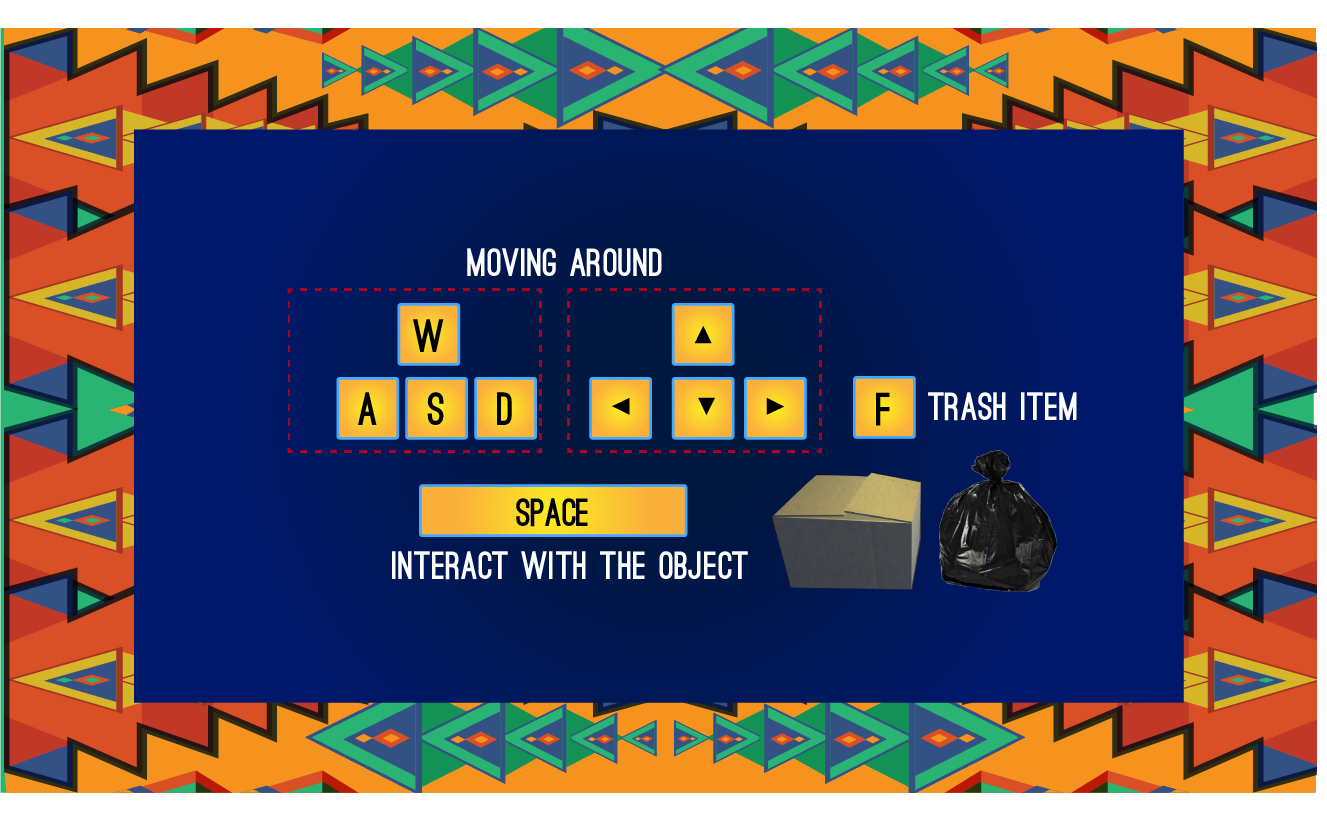 MOVING AROUND
W ▲
A S D ◄ ▼ ► F TRASH ITEM
SPACE
INTERACT WITH THE OBJECT